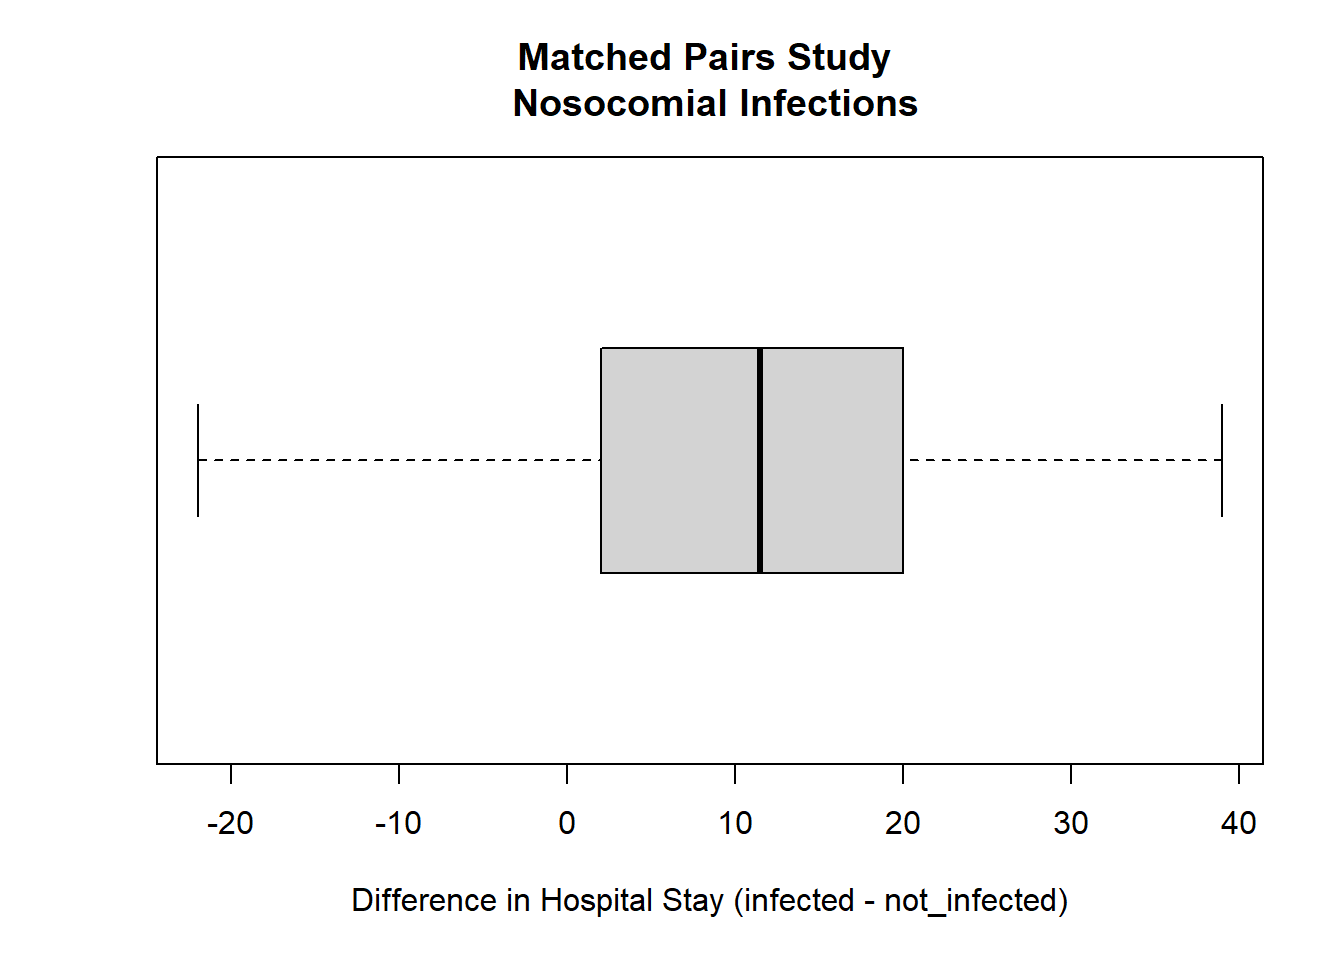 Matched Pairs Study
Nosocomial Infections
-20 -10 0 10 20 30 40
Difference in Hospital Stay (infected - not_infected)